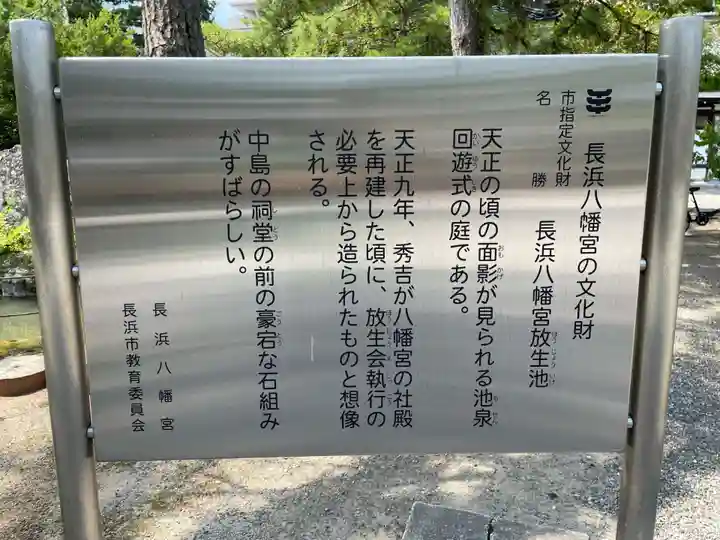 長浜八幡宮の文化財
市指定文化財
名勝 長浜八幡宮放生池
天正の頃の面影が見られる池泉
回遊式の庭である。
天正九年、秀吉が八幡宮の社殿
を再建した頃に、放生会執行の
必要上から造られたものと想像
される。
中島の祠堂の前の豪宕な石組み
がすばらしい。
長浜八幡宮
長浜市教育委員会